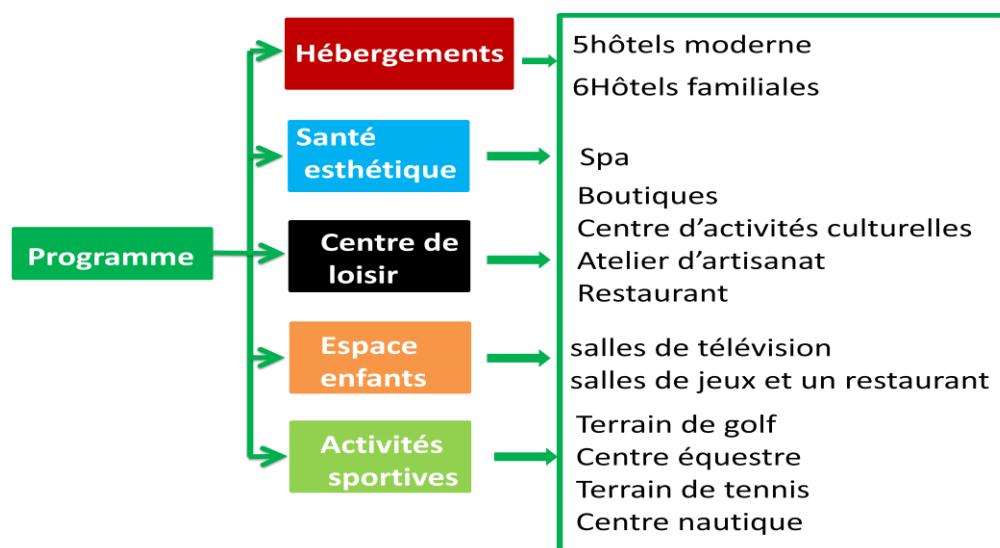 Programme
Hébergements
5hôtels moderne
6Hôtels familiales
Santé
esthétique
Spa
Centre de
loisir
Boutiques
Centre d’activités culturelles
Atelier d’artisanat
Restaurant
Espace
enfants
salles de télévision
salles de jeux et un restaurant
Activités
sportives
Terrain de golf
Centre équestre
Terrain de tennis
Centre nautique